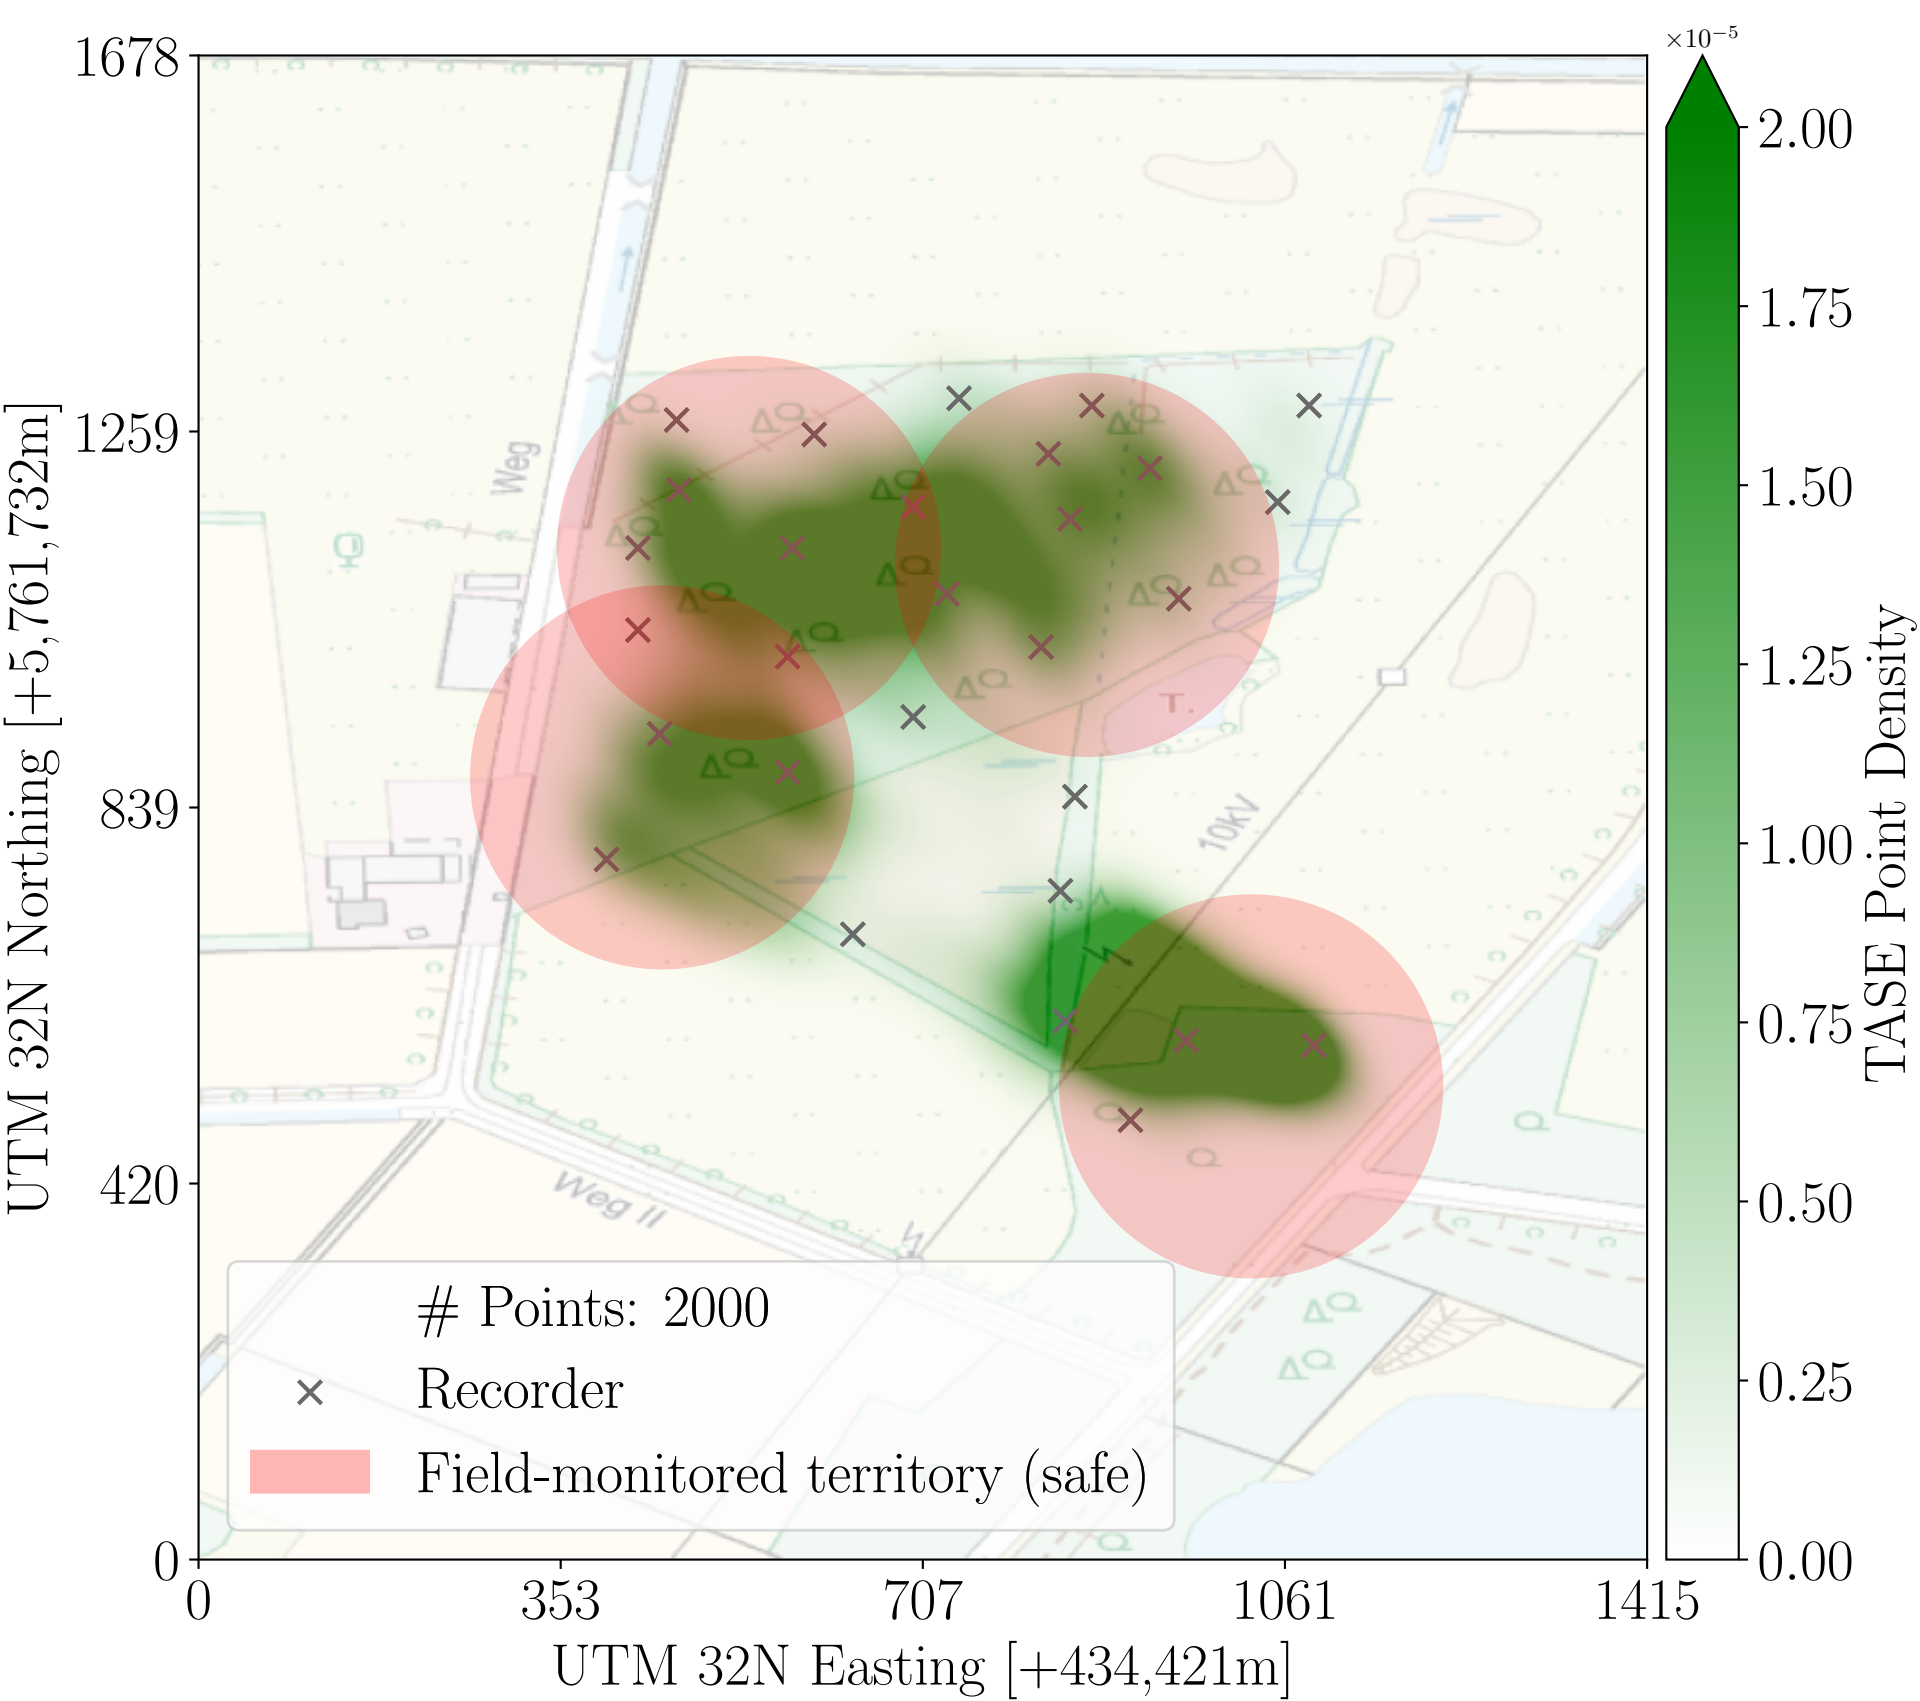 ×10⁻⁵
1678
1259
839
420
0
UTM 32N Northing [+5,761,732m]
0
353
707
1061
1415
UTM 32N Easting [+434,421m]
2.00
1.75
1.50
1.25
1.00
0.75
0.50
0.25
0.00
TASE Point Density
Weg
T.
10kV
Weg II
# Points: 2000
Recorder
Field-monitored territory (safe)